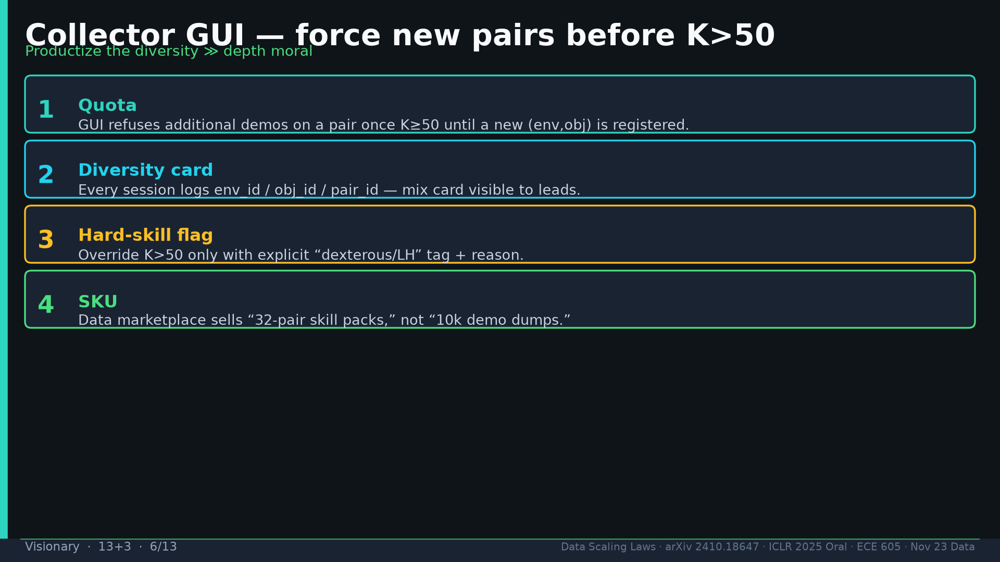 Collector GUI — force new pairs before K>50
Productize the diversity ≫ depth moral
1
Quota
GUI refuses additional demos on a pair once K≥50 until a new (env,obj) is registered.
2
Diversity card
Every session logs env_id / obj_id / pair_id — mix card visible to leads.
3
Hard-skill flag
Override K>50 only with explicit “dexterous/LH” tag + reason.
4
SKU
Data marketplace sells “32-pair skill packs,” not “10k demo dumps.”
Visionary · 13+3 · 6/13
Data Scaling Laws · arXiv 2410.18647 · ICLR 2025 Oral · ECE 605 · Nov 23 Data